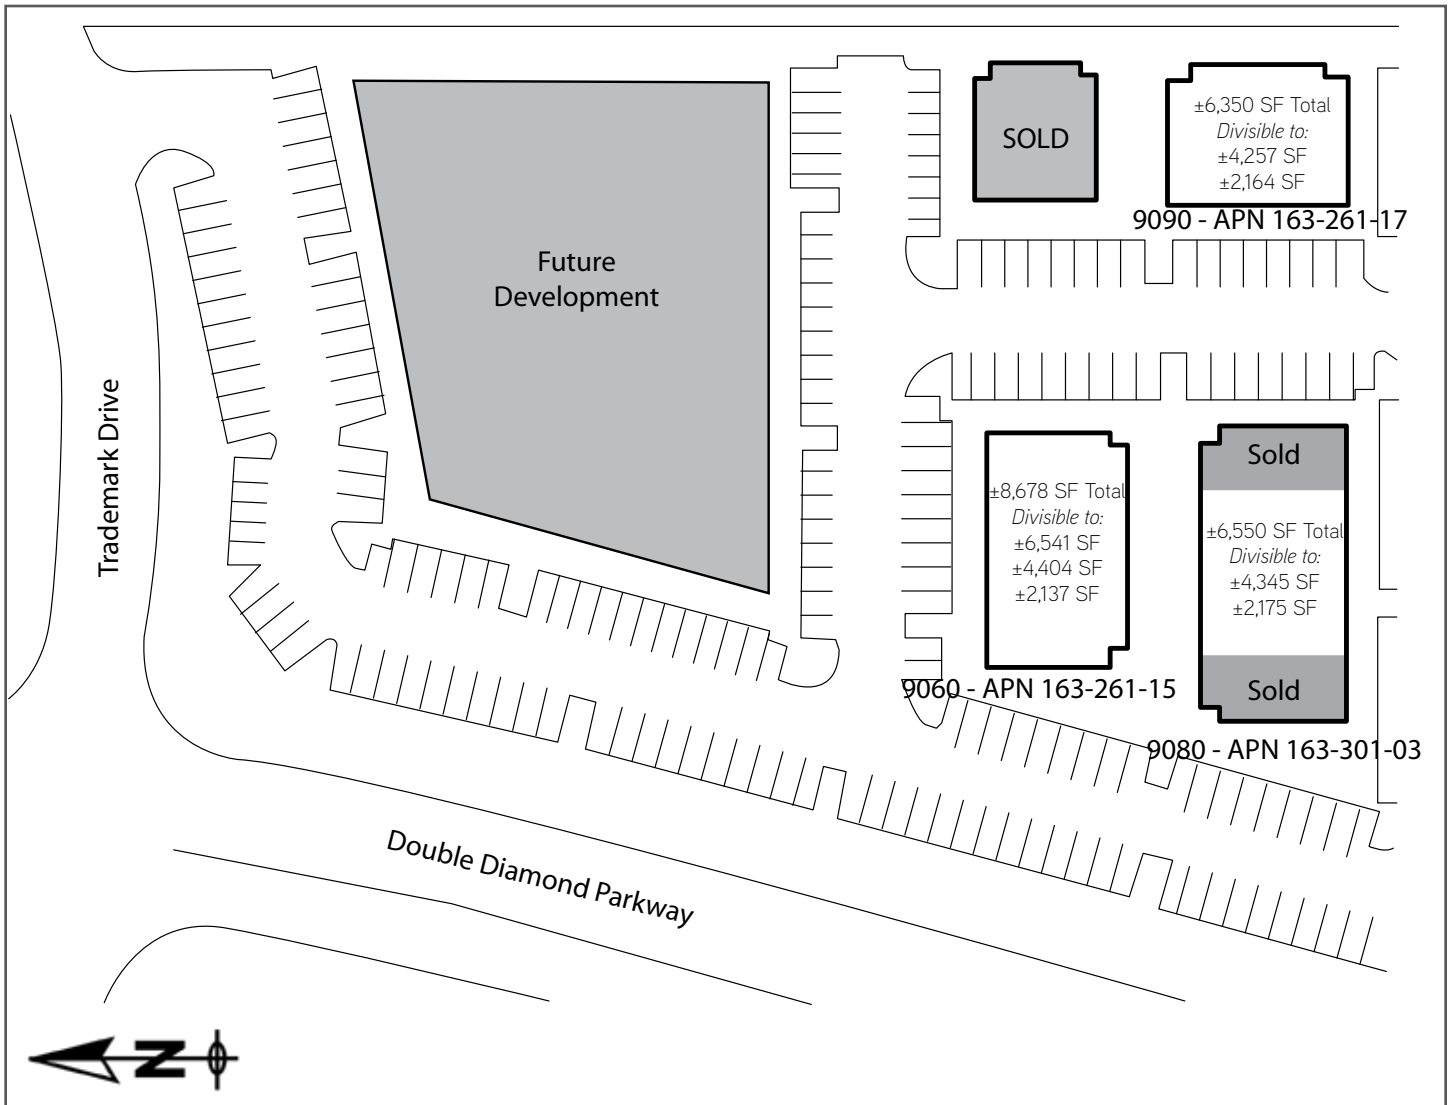 SOLD
±6,350 SF Total
Divisible to:
±4,257 SF
±2,164 SF
9090 - APN 163-261-17
Future
Development
Trademark Drive
±8,678 SF Total
Divisible to:
±6,541 SF
±4,404 SF
±2,137 SF
9060 - APN 163-261-15
Sold
±6,550 SF Total
Divisible to:
±4,345 SF
±2,175 SF
Sold
9080 - APN 163-301-03
Double Diamond Parkway
N